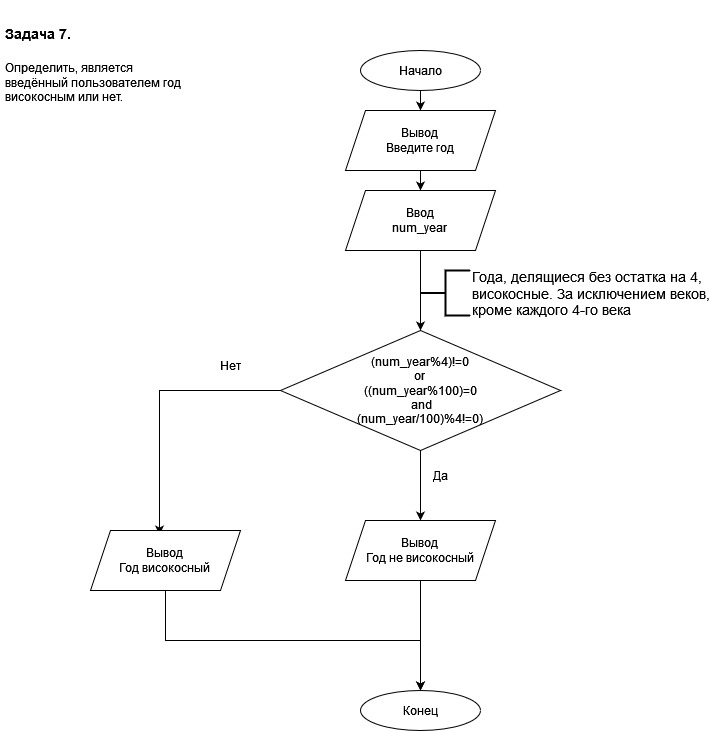 Задача 7.
Определить, является
введённый пользователем год
високосным или нет.
Начало
Вывод
Введите год
Ввод
num_year
Года, делящиеся без остатка на 4,
високосные. За исключением веков,
кроме каждого 4-го века
Нет
(num_year%4)!=0
or
((num_year%100)=0
and
(num_year/100)%4!=0)
Да
Вывод
Год високосный
Вывод
Год не високосный
Конец